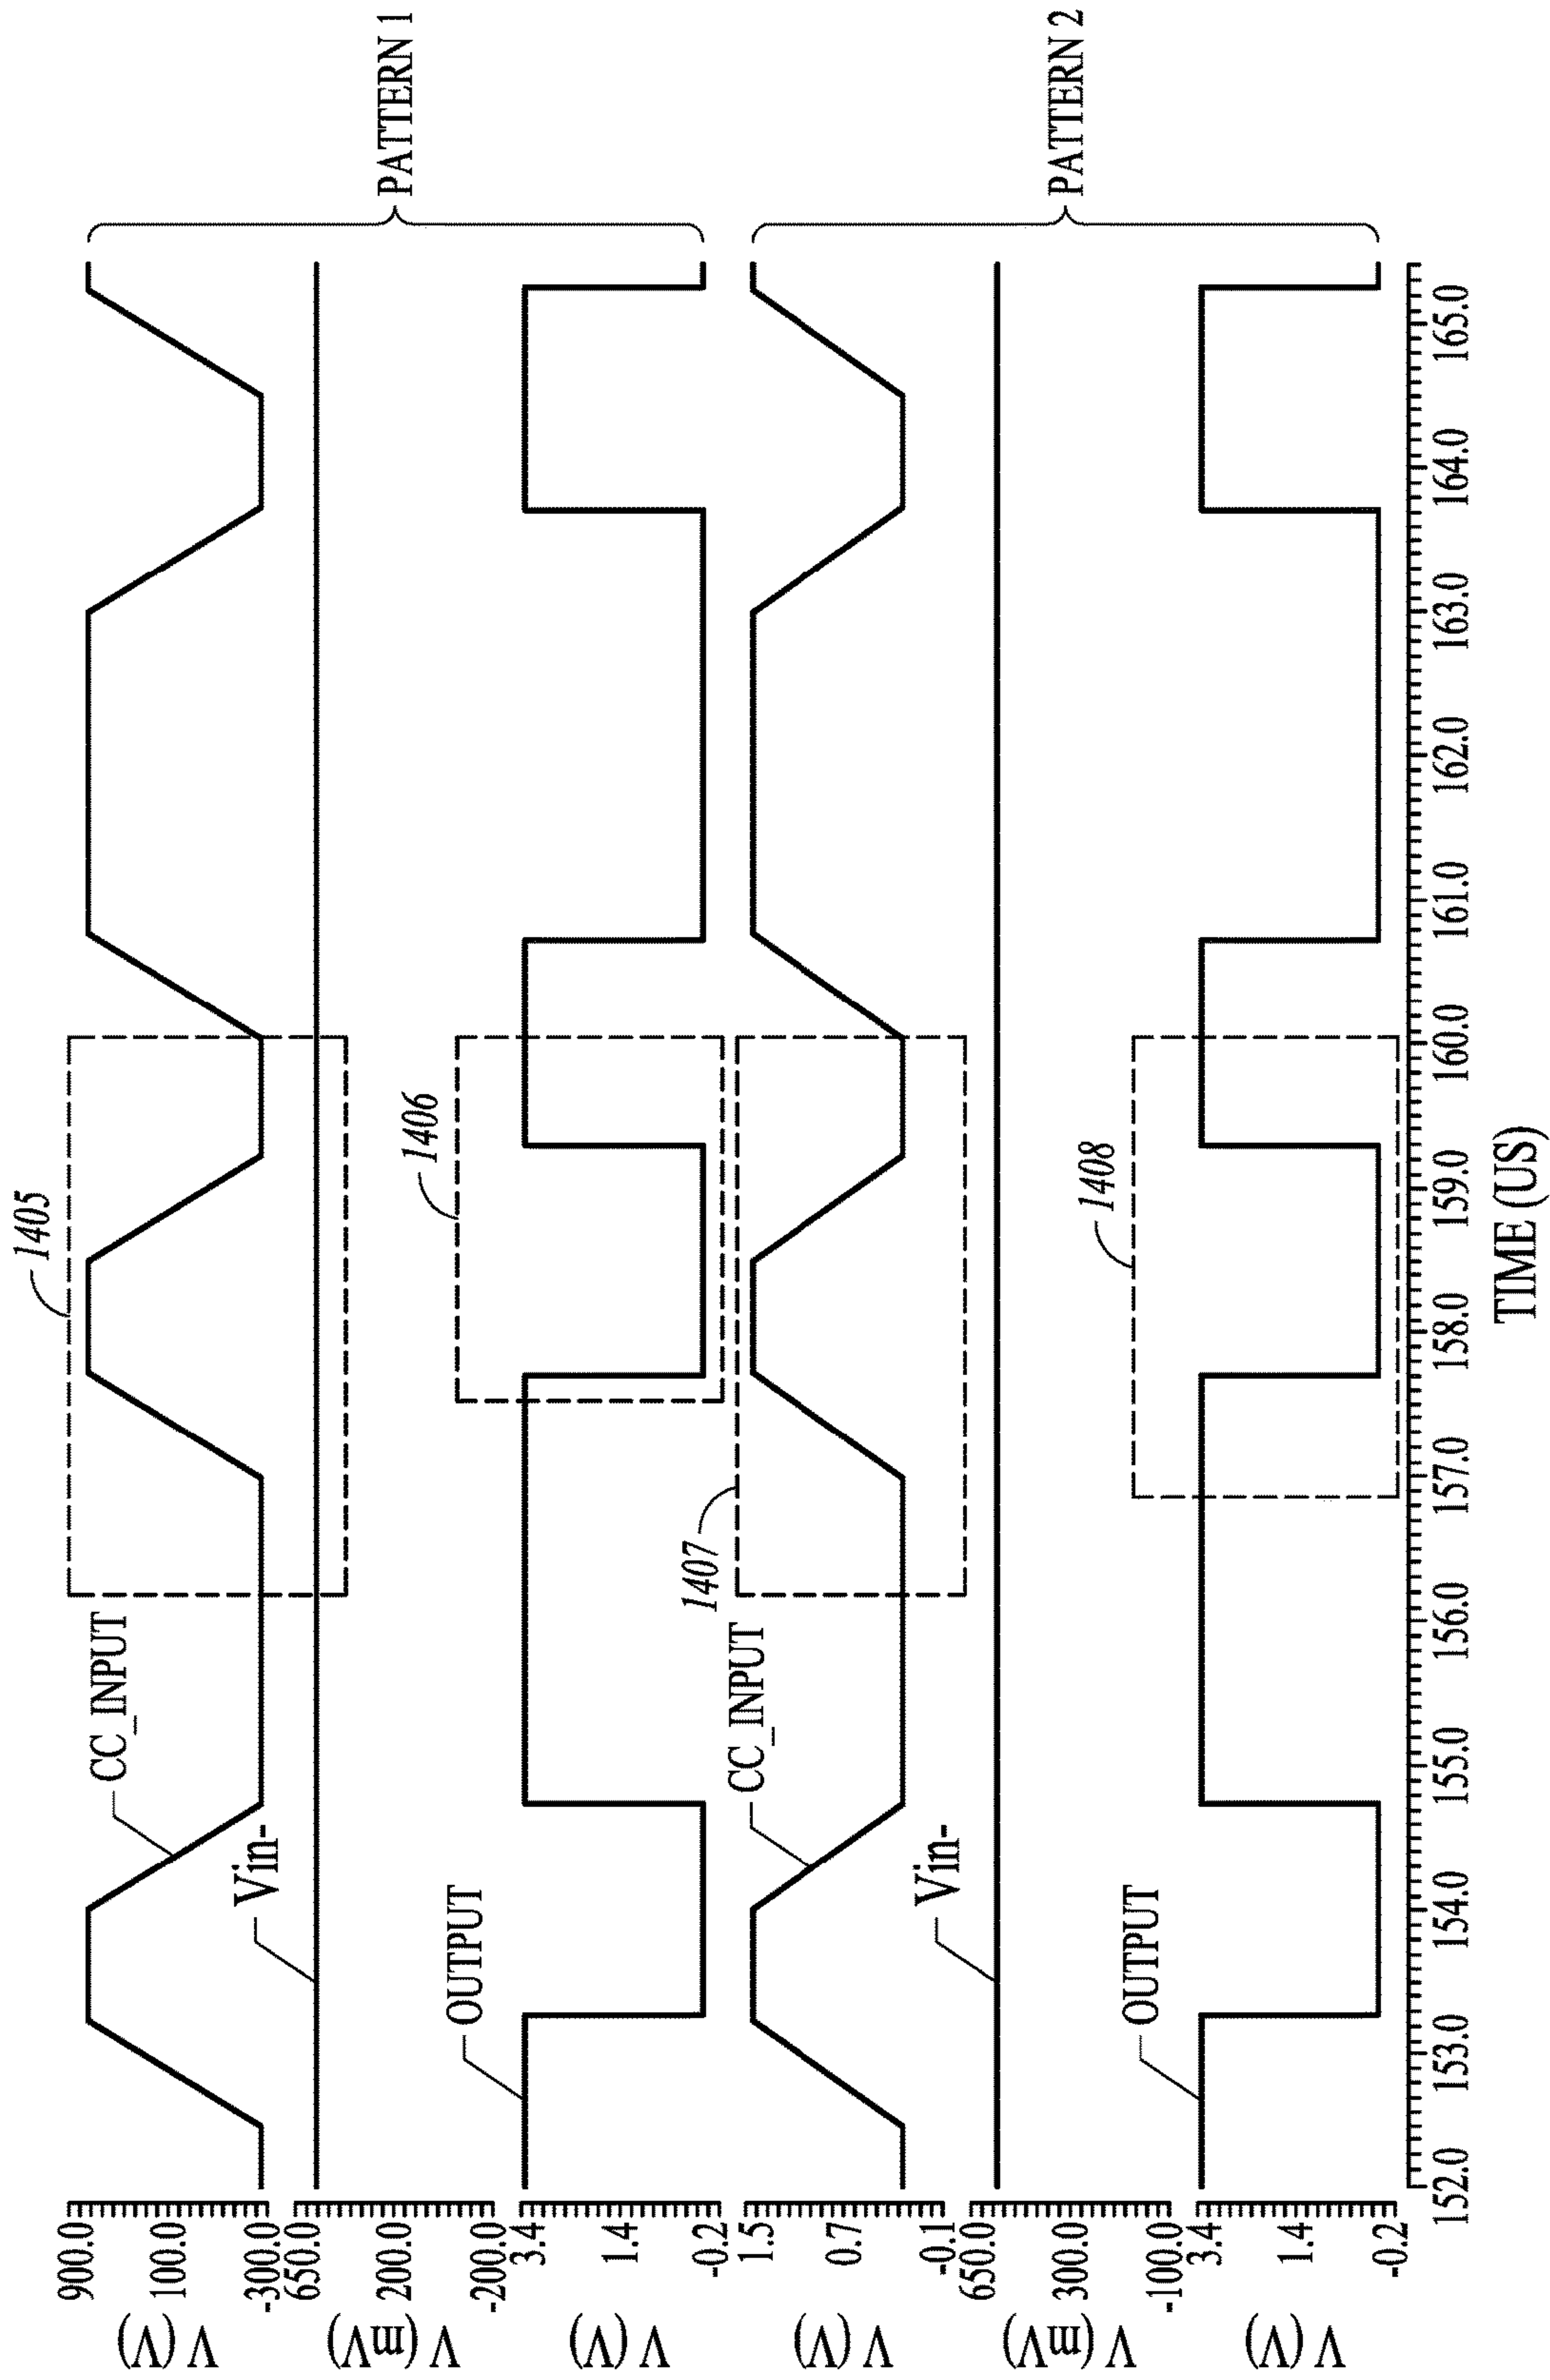 1405
CC_INPUT
Vin-
1406
OUTPUT
PATTERN 1
1407
CC_INPUT
Vin-
1408
OUTPUT
PATTERN 2
V (V)
900.0
100.0
-300.0
V (mV)
650.0
200.0
-200.0
V (V)
3.4
1.4
-0.2
V (V)
1.5
0.7
-0.1
V (mV)
650.0
300.0
-100.0
V (V)
3.4
1.4
-0.2
152.0 153.0 154.0 155.0 156.0 157.0 158.0 159.0 160.0 161.0 162.0 163.0 164.0 165.0
TIME (US)